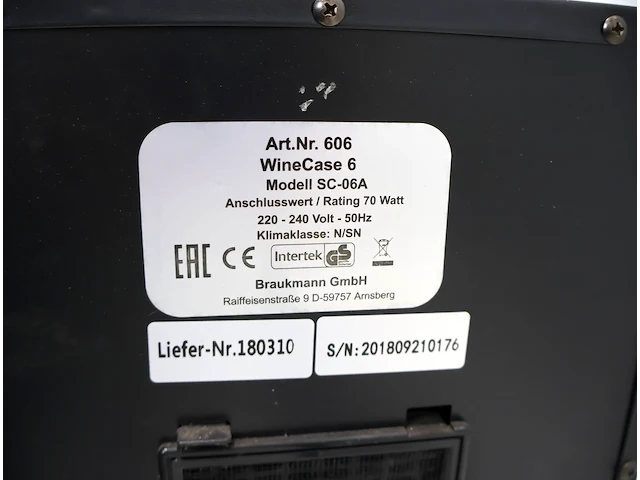 Art.Nr. 606
WineCase 6
Modell SC-06A
Anschlusswert / Rating 70 Watt
220 - 240 Volt - 50Hz
Klimaklasse: N/SN
EAC CE Intertek GS
Braukmann GmbH
Raiffeisenstraße 9 D-59757 Arnsberg
Liefer-Nr.180310
S/N:201809210176